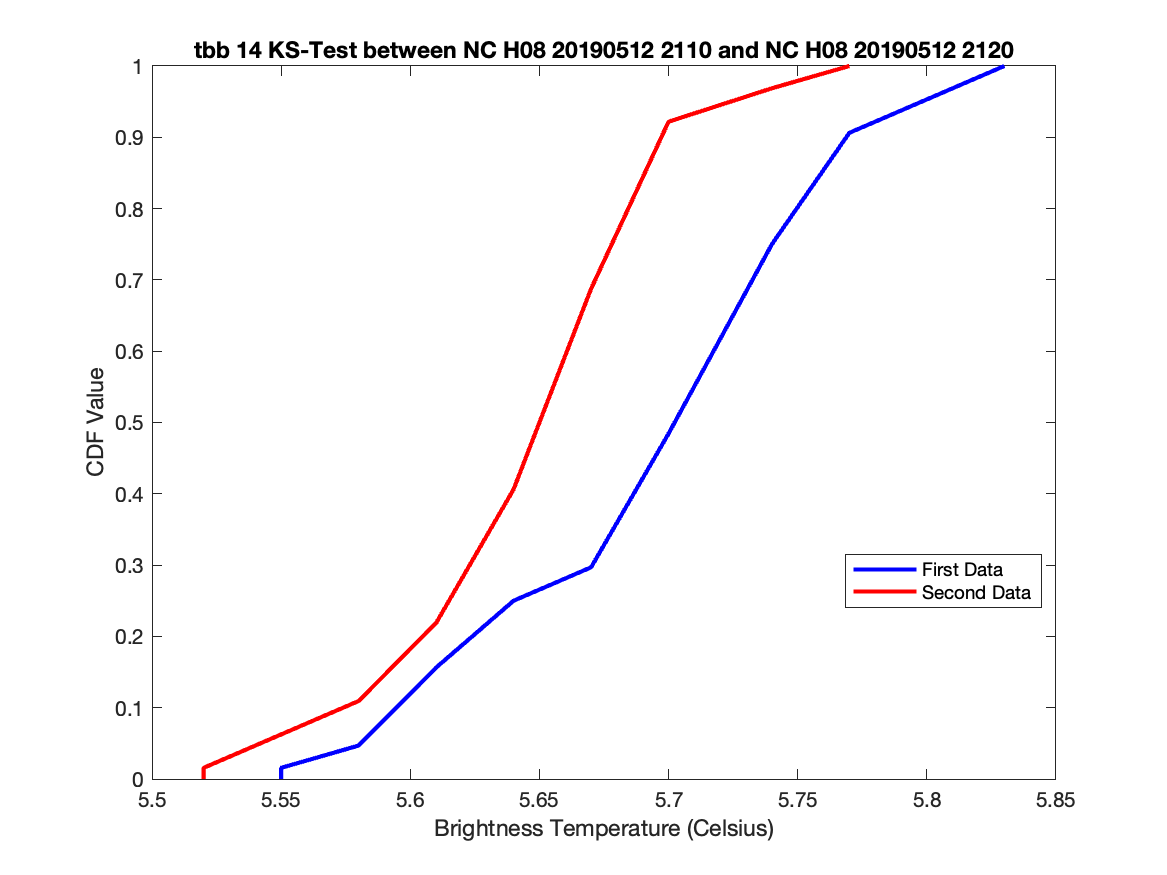 tbb 14 KS-Test between NC H08 20190512 2110 and NC H08 20190512 2120
1
0.9
0.8
0.7
0.6
0.5
0.4
0.3
0.2
0.1
0
CDF Value
First Data
Second Data
5.5 5.55 5.6 5.65 5.7 5.75 5.8 5.85
Brightness Temperature (Celsius)